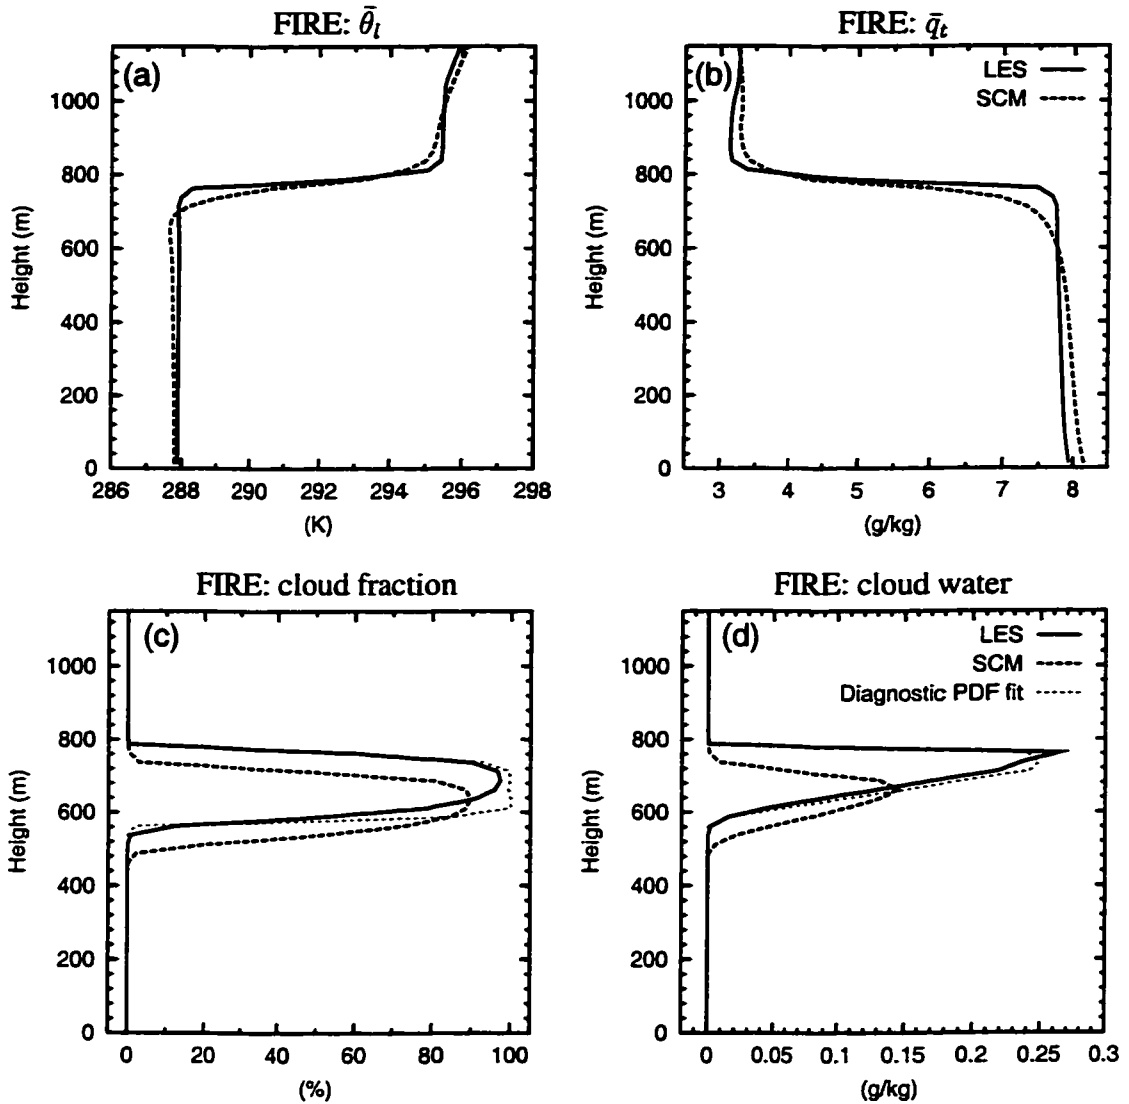 FIRE: θ̄ₗ
(a)
1000
800
600
400
200
0
Height (m)
286 288 290 292 294 296 298
(K)
FIRE: q̄ₜ
(b)
LES
SCM
1000
800
600
400
200
0
Height (m)
3 4 5 6 7 8
(g/kg)
FIRE: cloud fraction
(c)
1000
800
600
400
200
0
Height (m)
0 20 40 60 80 100
(%)
FIRE: cloud water
(d)
LES
SCM
Diagnostic PDF fit
1000
800
600
400
200
0
Height (m)
0 0.05 0.1 0.15 0.2 0.25 0.3
(g/kg)